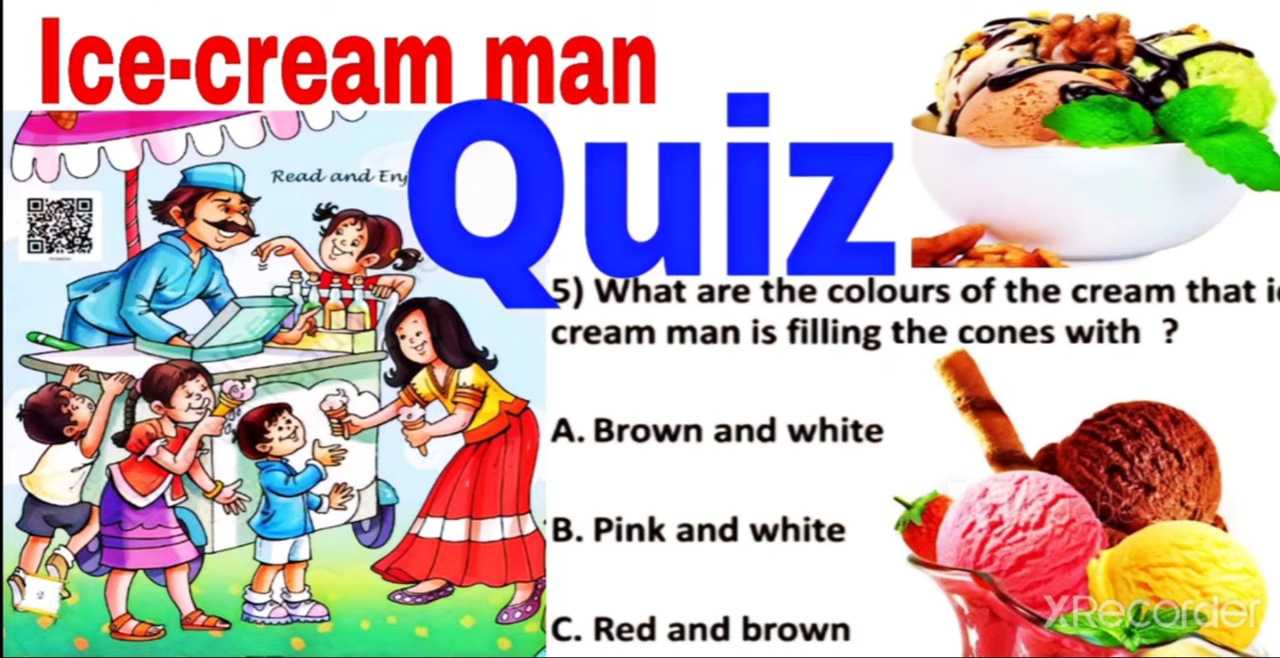 Ice-cream man
Quiz
Read and Enj
5) What are the colours of the cream that ic
cream man is filling the cones with ?
A. Brown and white
B. Pink and white
C. Red and brown
2
XRecorder